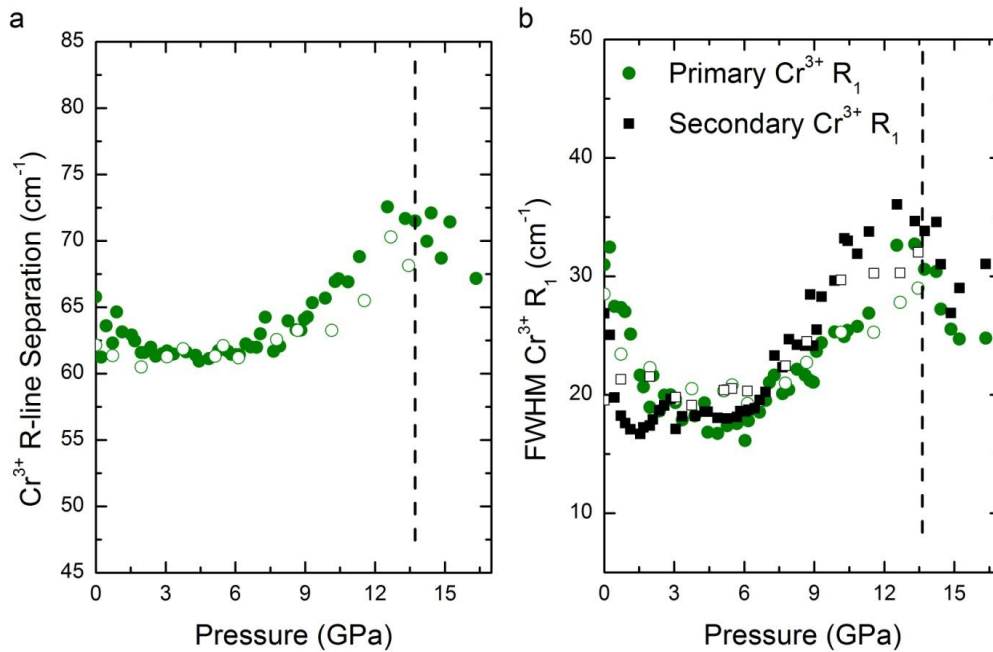 a
85
80
75
70
65
60
55
50
45
Cr³⁺ R-line Separation (cm⁻¹)
0 3 6 9 12 15
Pressure (GPa)
b
50
40
30
20
10
FWHM Cr³⁺ R₁ (cm⁻¹)
Primary Cr³⁺ R₁
Secondary Cr³⁺ R₁
0 3 6 9 12 15
Pressure (GPa)